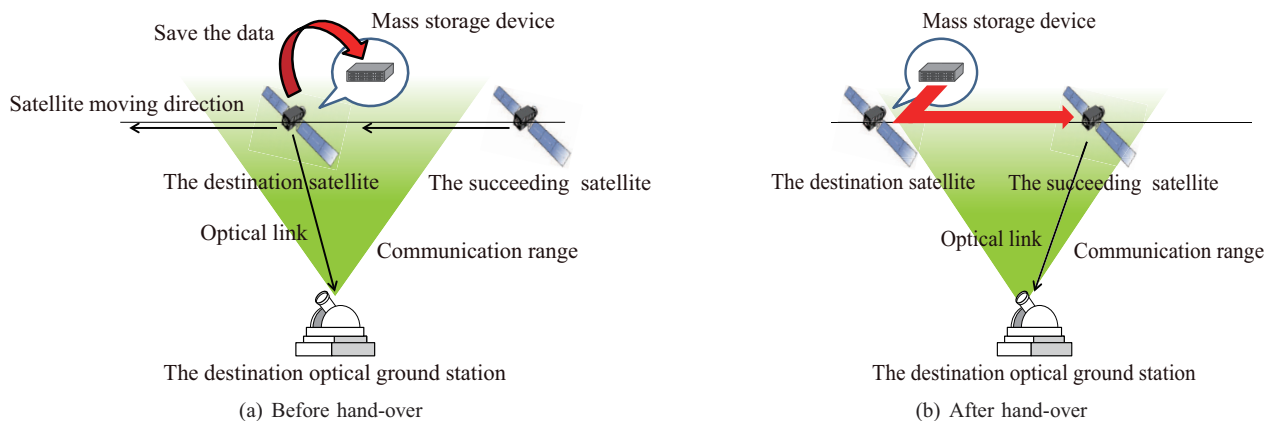 Save the data
Mass storage device
Satellite moving direction
The destination satellite
The succeeding satellite
Optical link
Communication range
The destination optical ground station
(a) Before hand-over
Mass storage device
The destination satellite
The succeeding satellite
Optical link
Communication range
The destination optical ground station
(b) After hand-over